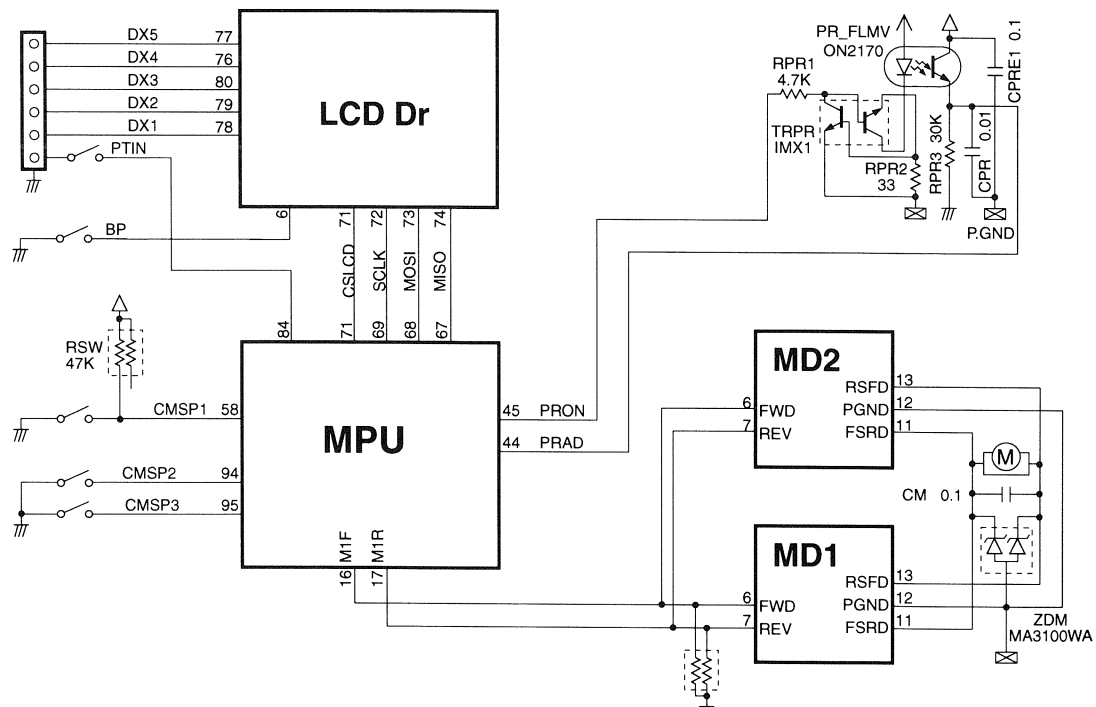 DX5 77
DX4 76
DX3 80
DX2 79
DX1 78
PTIN
LCD Dr
BP 6
71 72 73 74
CSLCD SCLK MOSI MISO
84 71 69 68 67
RSW
47K
CMSP1 58
CMSP2 94
CMSP3 95
MPU
45 PRON
44 PRAD
M1F M1R
16 17
PR_FLMV
ON2170
RPR1
4.7K
TRPR
IMX1
RPR2
33
RPR3 30K
CPR 0.01
CPRE1 0.1
P.GND
MD2
6 FWD
7 REV
RSFD 13
PGND 12
FSRD 11
M
CM 0.1
MD1
6 FWD
7 REV
RSFD 13
PGND 12
FSRD 11
ZDM
MA3100WA